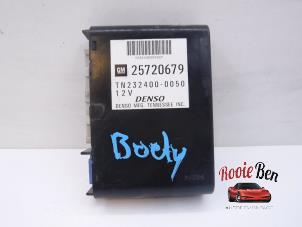 GM 25720679
TN232400-0050
12V
DENSO
DENSO MFG. TENNESSEE INC.
Body
Rooie Ben